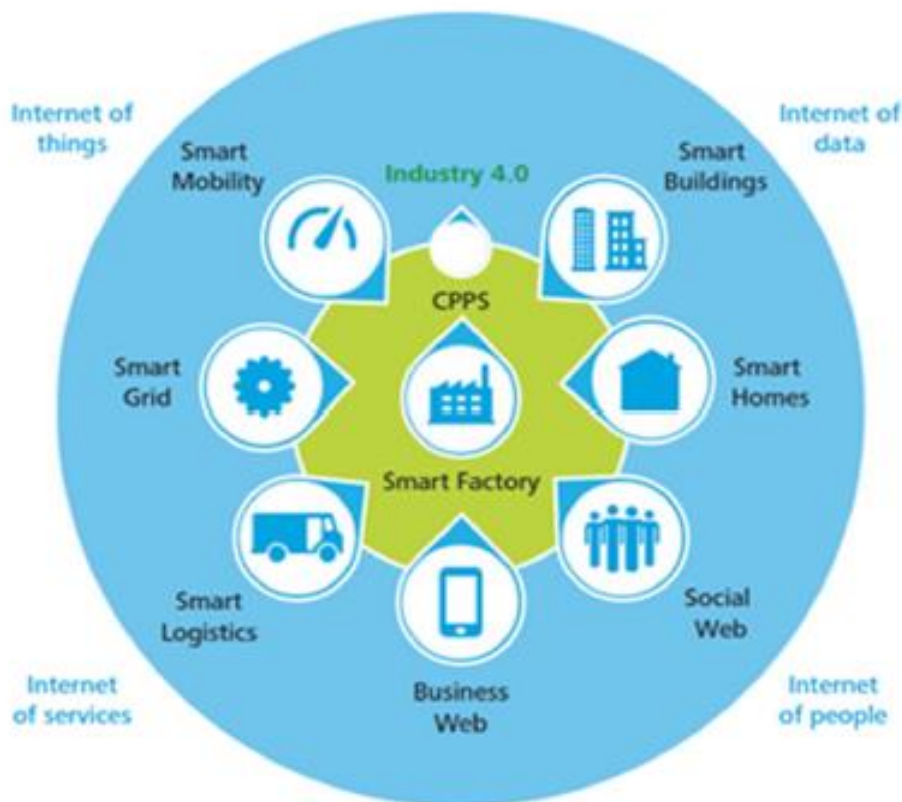 Internet of
things
Internet of
data
Smart
Mobility
Industry 4.0
Smart
Buildings
CPPS
Smart
Grid
Smart
Homes
Smart Factory
Smart
Logistics
Social
Web
Business
Web
Internet
of services
Internet
of people